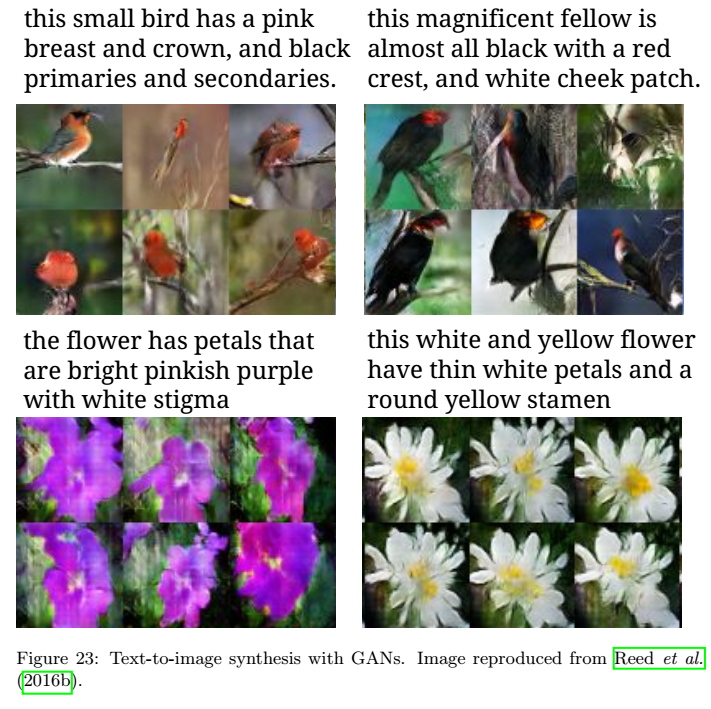 this small bird has a pink
breast and crown, and black
primaries and secondaries.
this magnificent fellow is
almost all black with a red
crest, and white cheek patch.
the flower has petals that
are bright pinkish purple
with white stigma
this white and yellow flower
have thin white petals and a
round yellow stamen
Figure 23: Text-to-image synthesis with GANs. Image reproduced from Reed et al.
(2016b).